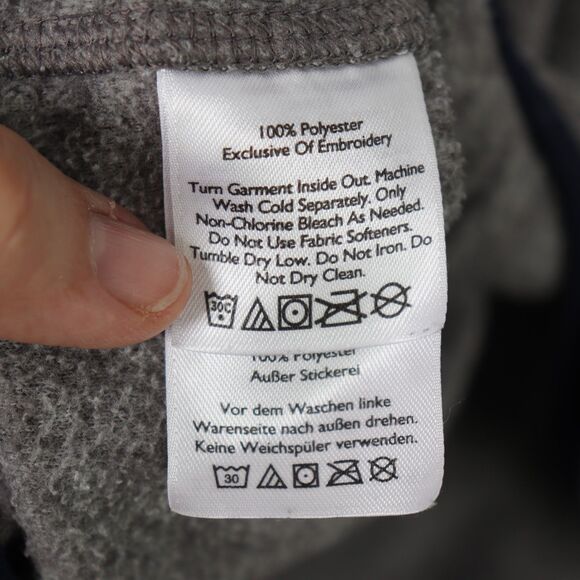 100% Polyester
Exclusive Of Embroidery
Turn Garment Inside Out. Machine
Wash Cold Separately. Only
Non-Chlorine Bleach As Needed.
Do Not Use Fabric Softeners.
Tumble Dry Low. Do Not Iron. Do
Not Dry Clean.
30C
100% Polyester
Außer Stickerei
Vor dem Waschen linke
Warenseite nach außen drehen.
Keine Weichspüler verwenden.
30